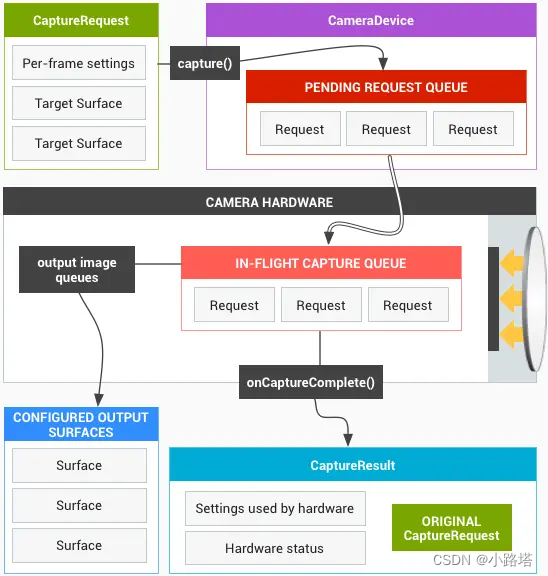 CaptureRequest
Per-frame settings
Target Surface
Target Surface
capture()
CameraDevice
PENDING REQUEST QUEUE
Request
Request
Request
CAMERA HARDWARE
output image
queues
IN-FLIGHT CAPTURE QUEUE
Request
Request
Request
onCaptureComplete()
CONFIGURED OUTPUT
SURFACES
Surface
Surface
Surface
CaptureResult
Settings used by hardware
Hardware status
ORIGINAL
CaptureRequest
CSDN @小路塔